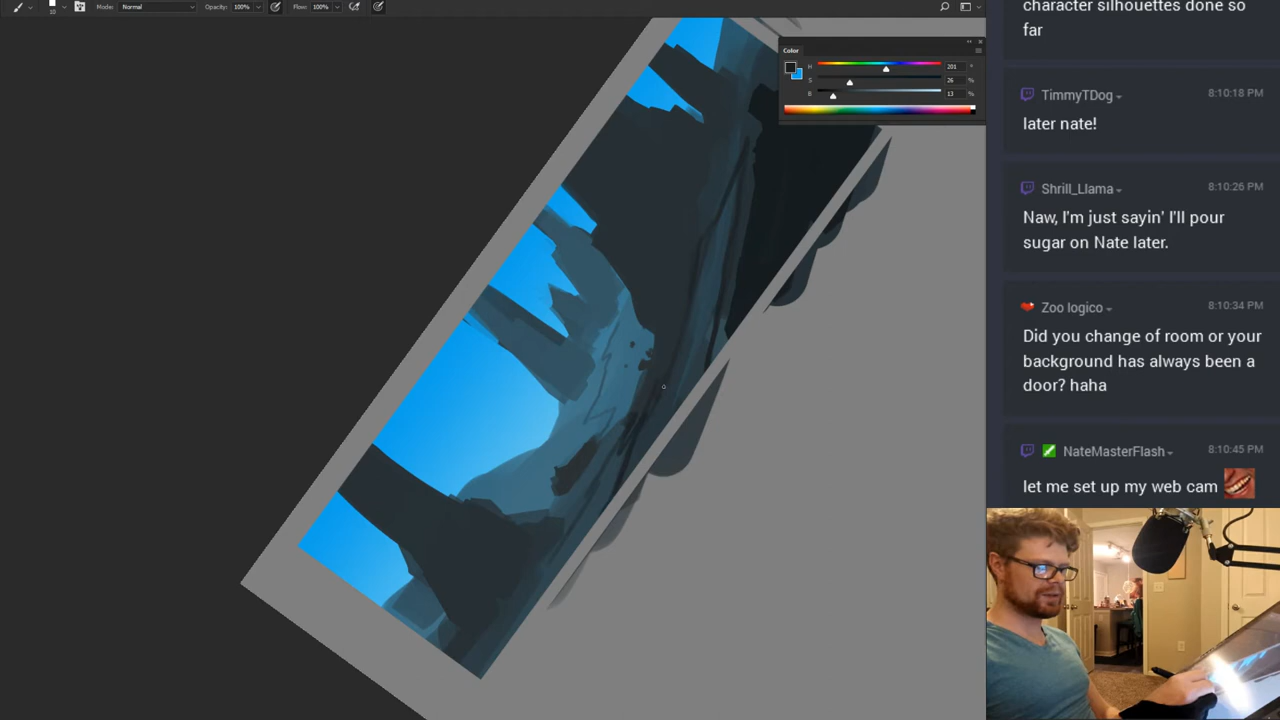 Mode: Normal Opacity: 100% Flow: 100%
Color
H 201 °
S 26 %
B 13 %
character silhouettes done so
far
TimmyTDog 8:10:18 PM
later nate!
Shrill_Llama 8:10:26 PM
Naw, I'm just sayin' I'll pour
sugar on Nate later.
Zoo logico 8:10:34 PM
Did you change of room or your
background has always been a
door? haha
NateMasterFlash 8:10:45 PM
let me set up my web cam